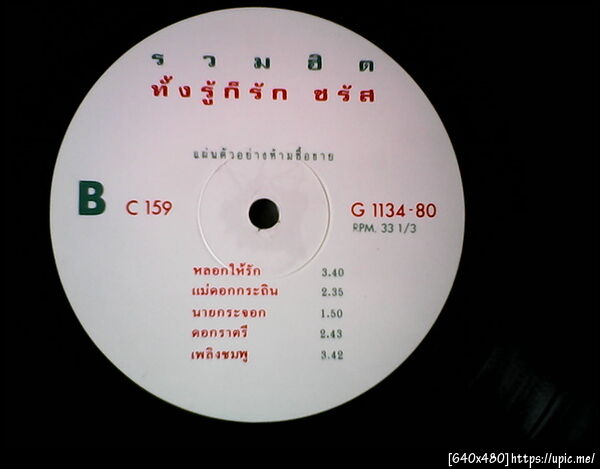 รวมฮิต
ทั้งรู้ก็รัก ชรัส
แผ่นตัวอย่างห้ามซื้อขาย
B C 159 G 1134-80
RPM. 33 1/3
หลอกให้รัก 3.40
แม่ดอกกระถิน 2.35
นายกระจอก 1.50
ดอกราตรี 2.43
เพลิงชมพู 3.42
[640x480]https://upic.me/